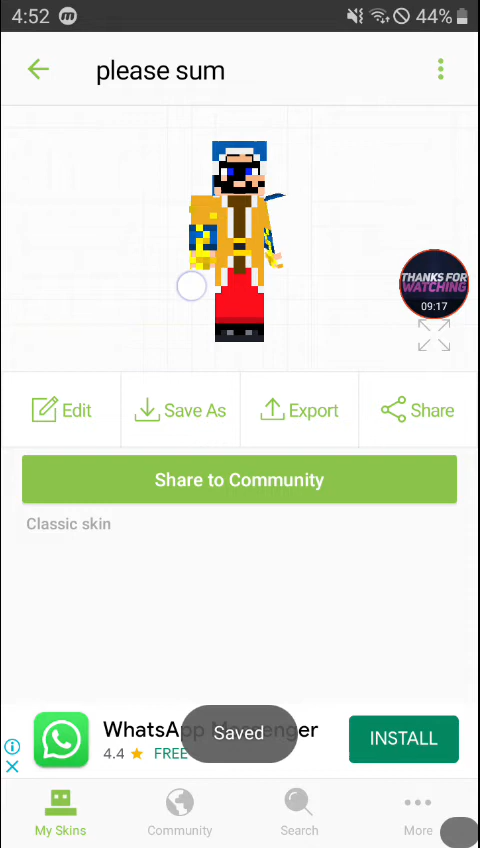 4:52
44%
please sum
THANKS FOR
WATCHING
09:17
Edit
Save As
Export
Share
Share to Community
Classic skin
WhatsApp Messenger
4.4 FREE
INSTALL
Saved
My Skins
Community
Search
More